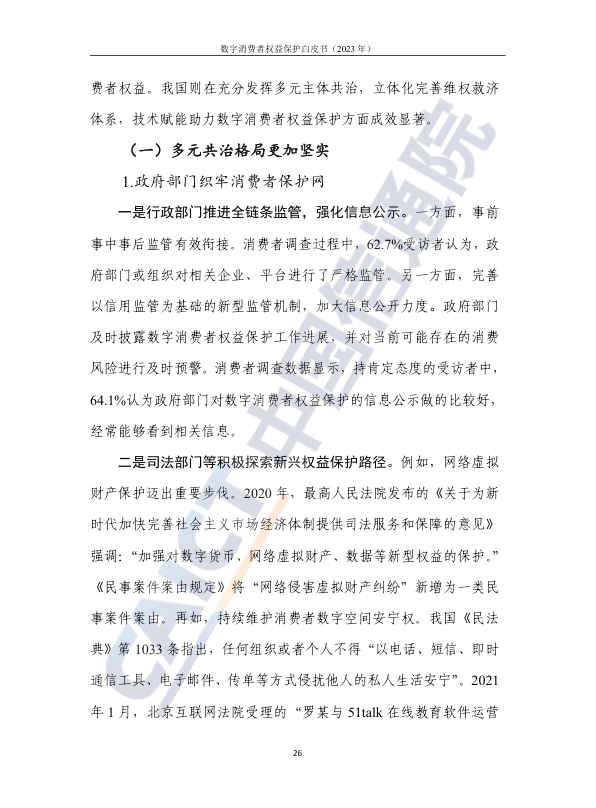 数字消费者权益保护白皮书（2023 年）
费者权益。我国则在充分发挥多元主体共治，立体化完善维权救济
体系，技术赋能助力数字消费者权益保护方面成效显著。
（一）多元共治格局更加坚实
1.政府部门织牢消费者保护网
一是行政部门推进全链条监管，强化信息公示。一方面，事前
事中事后监管有效衔接。消费者调查过程中，62.7%受访者认为，政
府部门或组织对相关企业、平台进行了严格监管。另一方面，完善
以信用监管为基础的新型监管机制，加大信息公开力度。政府部门
及时披露数字消费者权益保护工作进展，并对当前可能存在的消费
风险进行及时预警。消费者调查数据显示，持肯定态度的受访者中，
64.1%认为政府部门对数字消费者权益保护的信息公示做的比较好，
经常能够看到相关信息。
二是司法部门等积极探索新兴权益保护路径。例如，网络虚拟
财产保护迈出重要步伐。2020 年，最高人民法院发布的《关于为新
时代加快完善社会主义市场经济体制提供司法服务和保障的意见》
强调：“加强对数字货币、网络虚拟财产、数据等新型权益的保护。”
《民事案件案由规定》将“网络侵害虚拟财产纠纷”新增为一类民
事案件案由。再如，持续维护消费者数字空间安宁权。我国《民法
典》第 1033 条指出，任何组织或者个人不得“以电话、短信、即时
通信工具、电子邮件、传单等方式侵扰他人的私人生活安宁”。2021
年 1 月，北京互联网法院受理的“罗某与 51talk 在线教育软件运营
26
CAICT 中国信通院